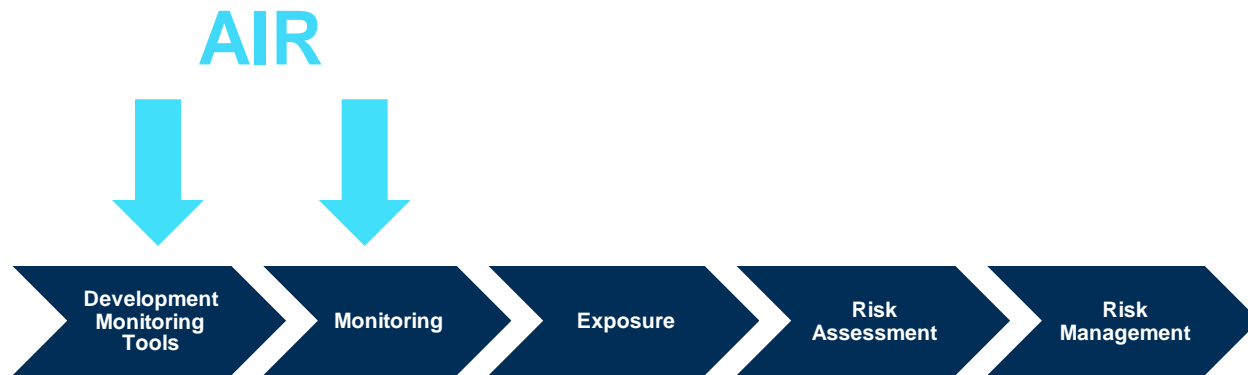 AIR
Development
Monitoring
Tools
Monitoring
Exposure
Risk
Assessment
Risk
Management